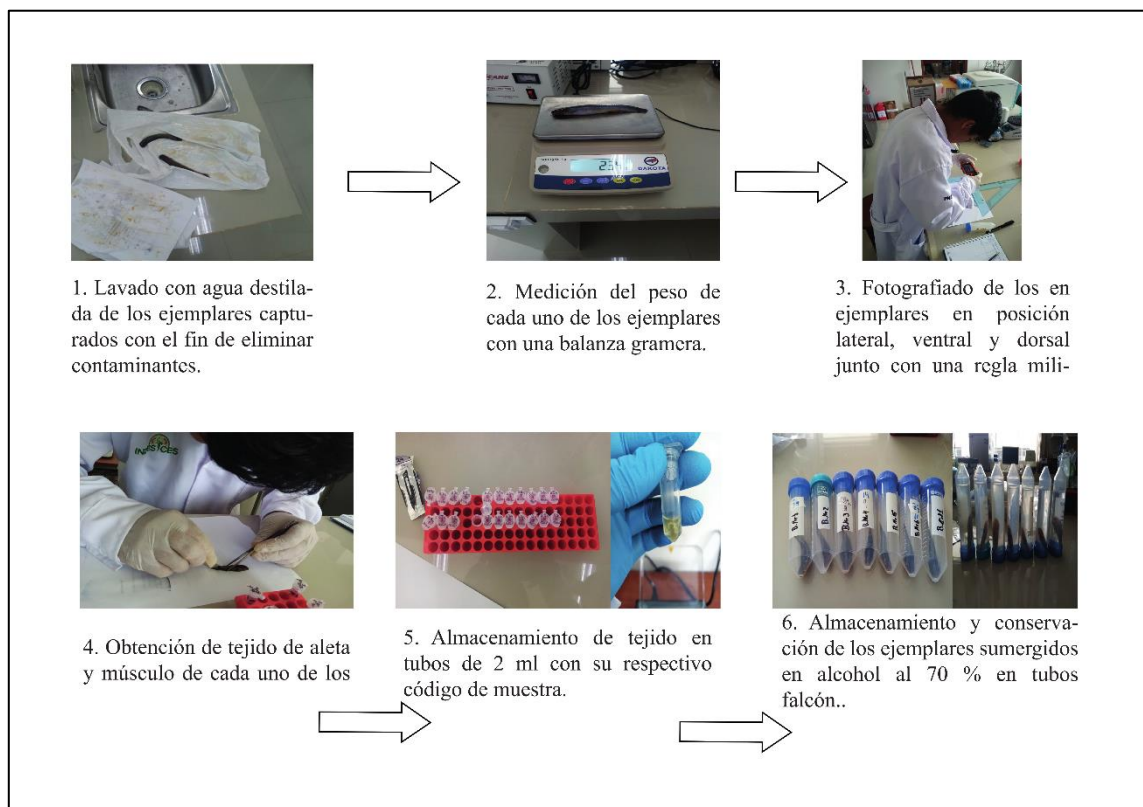 1. Lavado con agua destila-
da de los ejemplares captu-
rados con el fin de eliminar
contaminantes.
2. Medición del peso de
cada uno de los ejemplares
con una balanza gramera.
3. Fotografiado de los en
ejemplares en posición
lateral, ventral y dorsal
junto con una regla mili-
4. Obtención de tejido de aleta
y músculo de cada uno de los
5. Almacenamiento de tejido en
tubos de 2 ml con su respectivo
código de muestra.
6. Almacenamiento y conserva-
ción de los ejemplares sumergidos
en alcohol al 70 % en tubos
falcón..
DAKOTA